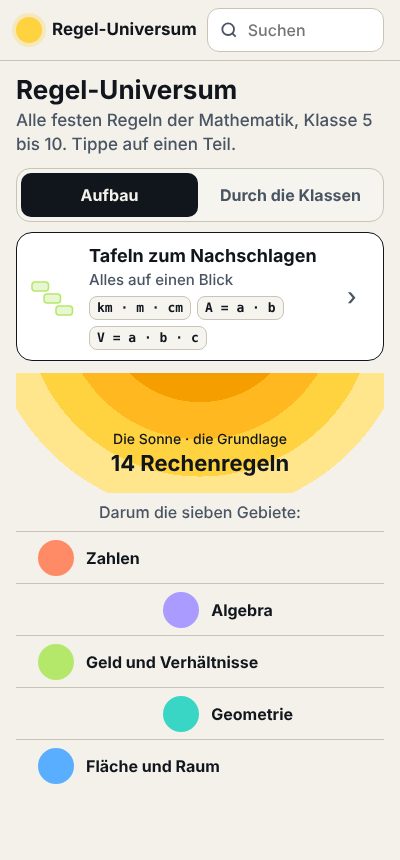 Regel-Universum
Suchen
Regel-Universum
Alle festen Regeln der Mathematik, Klasse 5
bis 10. Tippe auf einen Teil.
Aufbau
Durch die Klassen
Tafeln zum Nachschlagen
Alles auf einen Blick
km · m · cm
A = a · b
V = a · b · c
Die Sonne · die Grundlage
14 Rechenregeln
Darum die sieben Gebiete:
Zahlen
Algebra
Geld und Verhältnisse
Geometrie
Fläche und Raum